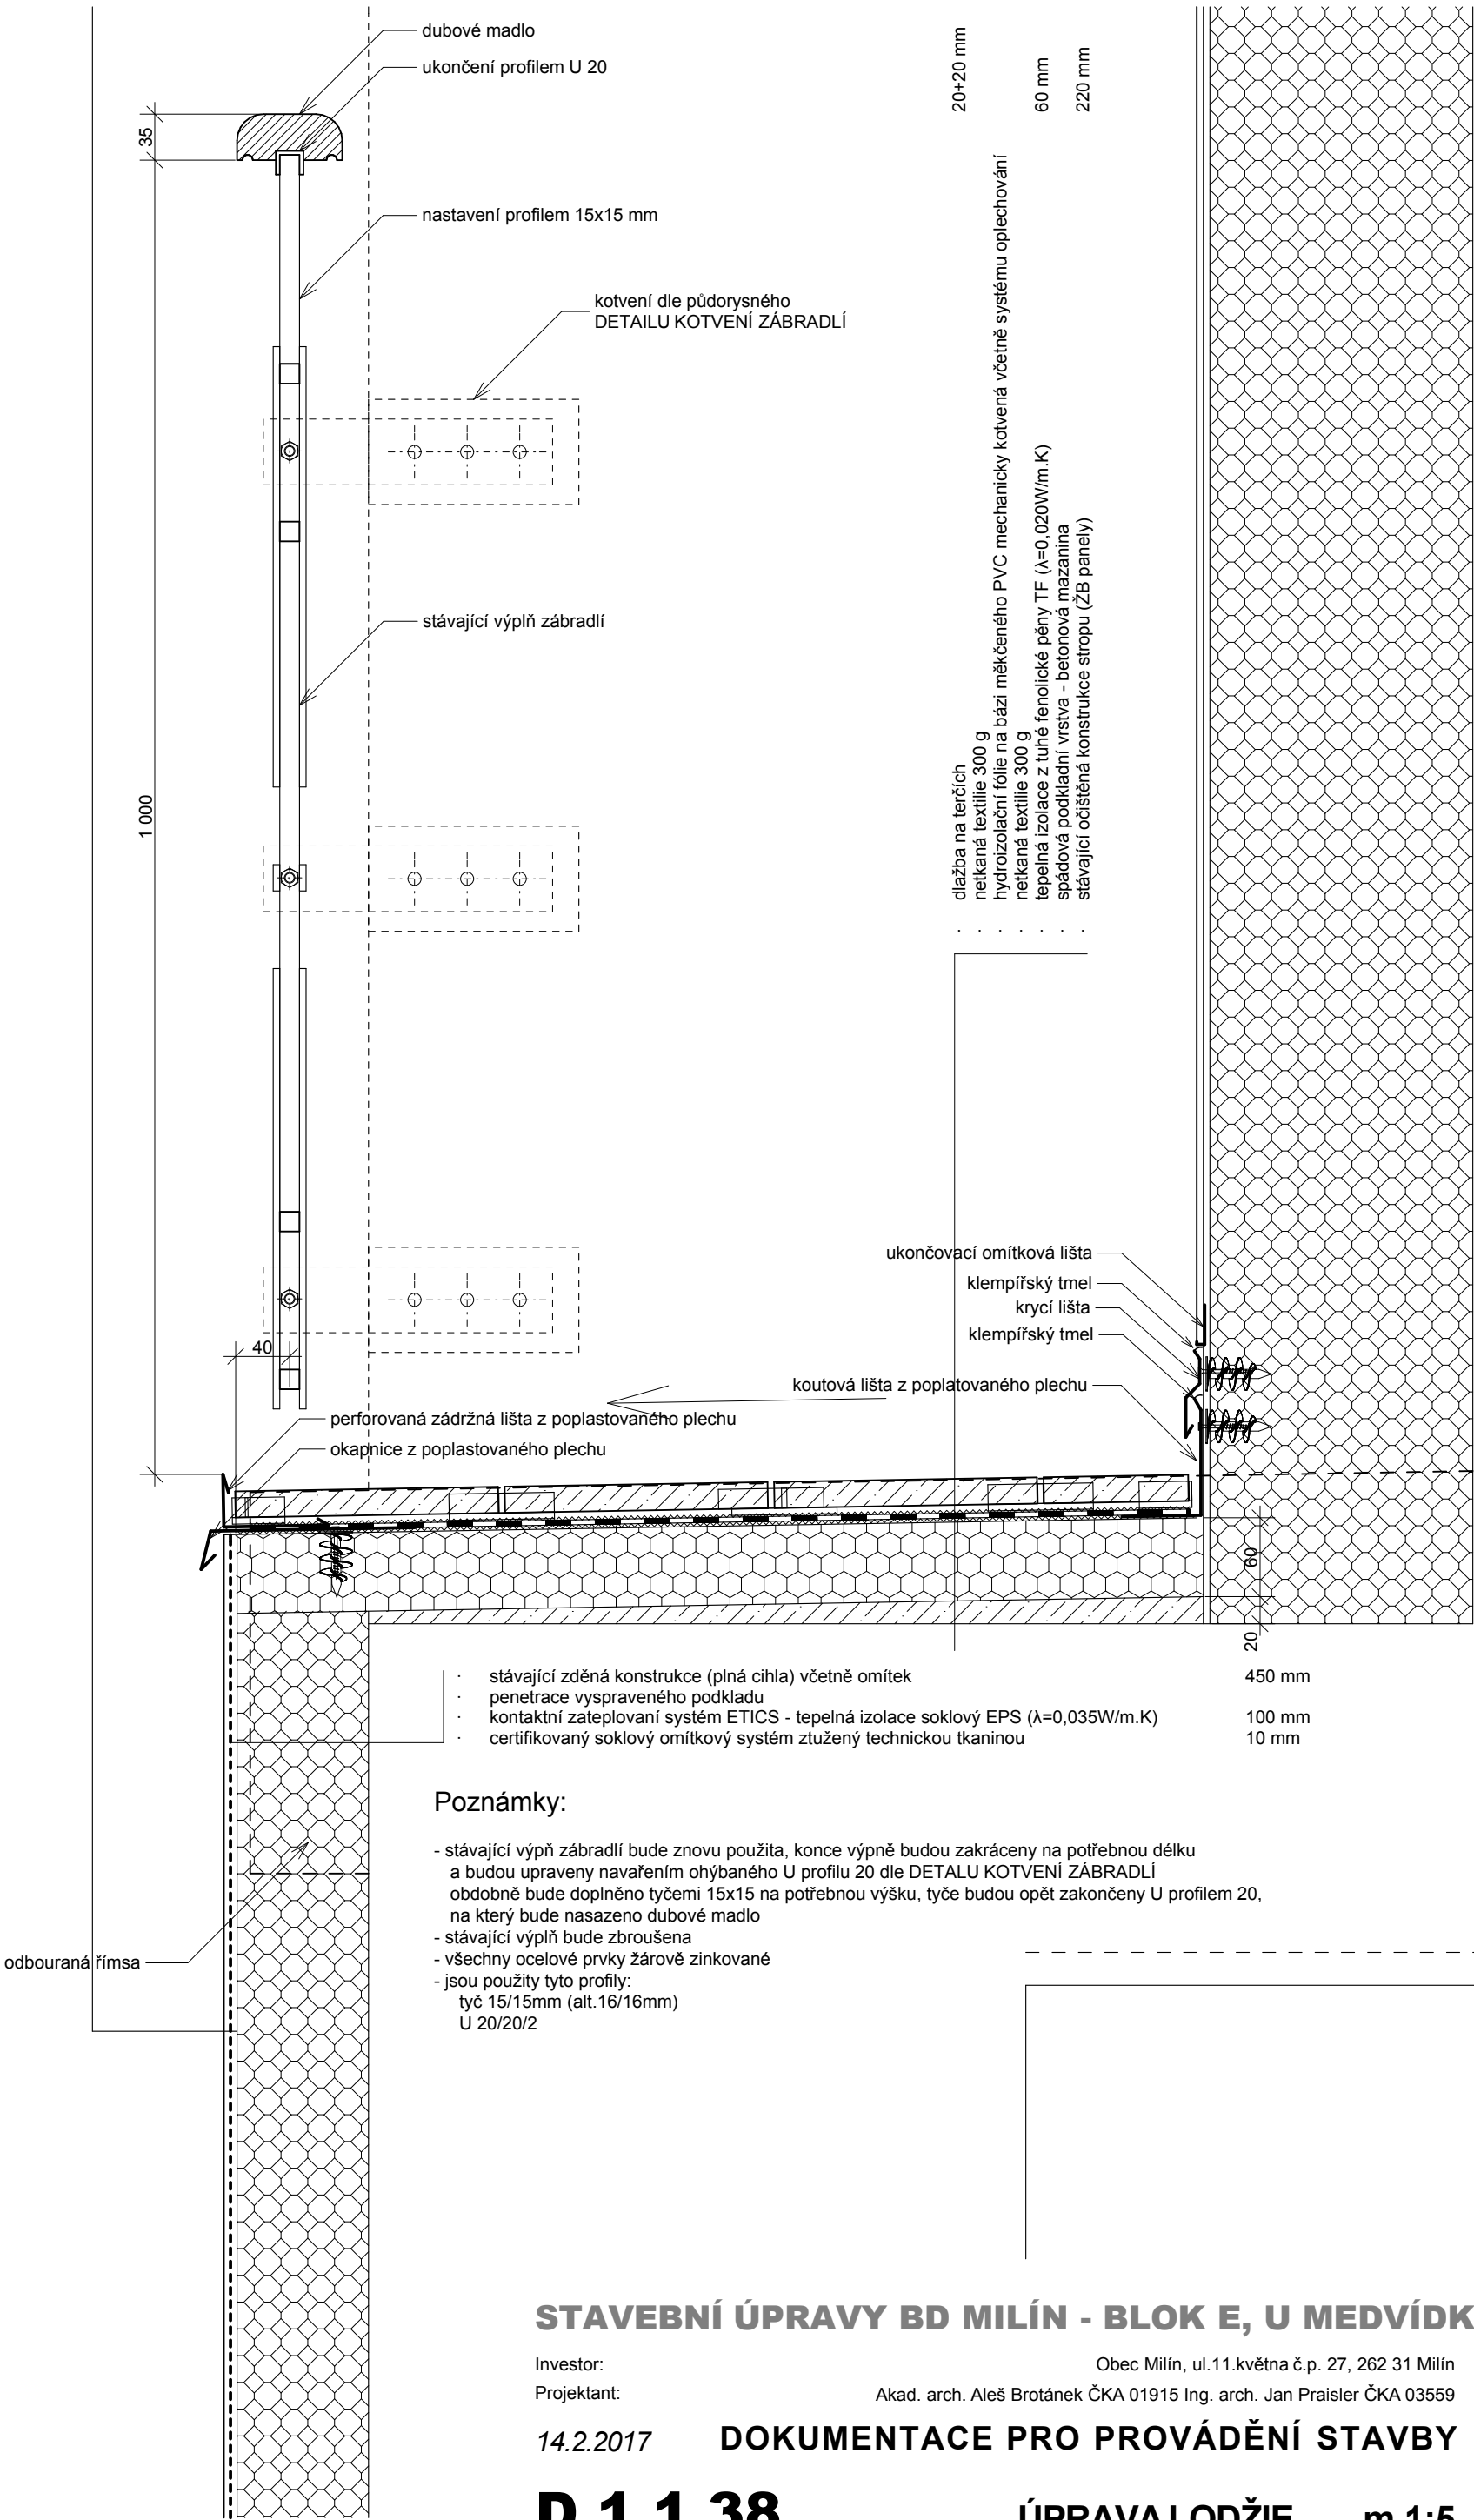 dubové madlo
ukončení profilem U 20
35
nastavení profilem 15x15 mm
kotvení dle půdorysného
DETAILU KOTVENÍ ZÁBRADLÍ
stávající výplň zábradlí
1 000
· dlažba na terčích 20+20 mm
· netkaná textilie 300 g
· hydroizolační fólie na bázi měkčeného PVC mechanicky kotvená včetně systému oplechování
· netkaná textilie 300 g
· tepelná izolace z tuhé fenolické pěny TF (λ=0,020W/m.K) 60 mm
· spádová podkladní vrstva - betonová mazanina
· stávající očištěná konstrukce stropu (ŽB panely) 220 mm
ukončovací omítková lišta
klempířský tmel
krycí lišta
klempířský tmel
koutová lišta z poplatovaného plechu
40
perforovaná zádržná lišta z poplastovaného plechu
okapnice z poplastovaného plechu
60
20
· stávající zděná konstrukce (plná cihla) včetně omítek 450 mm
· penetrace vyspraveného podkladu
· kontaktní zateplovaní systém ETICS - tepelná izolace soklový EPS (λ=0,035W/m.K) 100 mm
· certifikovaný soklový omítkový systém ztužený technickou tkaninou 10 mm
Poznámky:
- stávající výpň zábradlí bude znovu použita, konce výpně budou zakráceny na potřebnou délku
a budou upraveny navařením ohýbaného U profilu 20 dle DETALU KOTVENÍ ZÁBRADLÍ
obdobně bude doplněno tyčemi 15x15 na potřebnou výšku, tyče budou opět zakončeny U profilem 20,
na který bude nasazeno dubové madlo
- stávající výplň bude zbroušena
- všechny ocelové prvky žárově zinkované
- jsou použity tyto profily:
tyč 15/15mm (alt.16/16mm)
U 20/20/2
odbouraná římsa
STAVEBNÍ ÚPRAVY BD MILÍN - BLOK E, U MEDVÍDK
Investor: Obec Milín, ul.11.května č.p. 27, 262 31 Milín
Projektant: Akad. arch. Aleš Brotánek ČKA 01915 Ing. arch. Jan Praisler ČKA 03559
14.2.2017 DOKUMENTACE PRO PROVÁDĚNÍ STAVBY
D.1.1.38 ÚPRAVA LODŽIE m 1:5